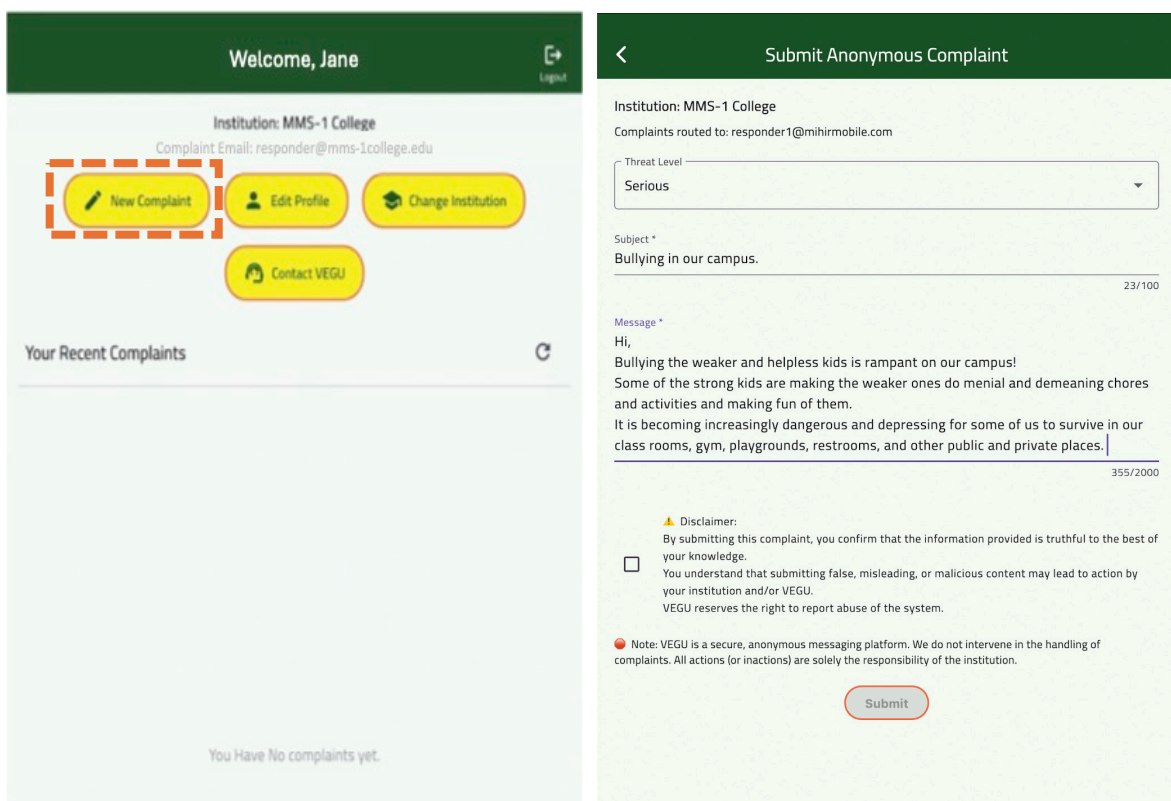 Welcome, Jane
Logout
Institution: MMS-1 College
Complaint Email: responder@mms-1college.edu
New Complaint
Edit Profile
Change Institution
Contact VEGU
Your Recent Complaints
You Have No complaints yet.
Submit Anonymous Complaint
Institution: MMS-1 College
Complaints routed to: responder1@mihirmobile.com
Threat Level
Serious
Subject *
Bullying in our campus.
23/100
Message *
Hi,
Bullying the weaker and helpless kids is rampant on our campus!
Some of the strong kids are making the weaker ones do menial and demeaning chores
and activities and making fun of them.
It is becoming increasingly dangerous and depressing for some of us to survive in our
class rooms, gym, playgrounds, restrooms, and other public and private places.
355/2000
⚠️ Disclaimer:
By submitting this complaint, you confirm that the information provided is truthful to the best of
your knowledge.
You understand that submitting false, misleading, or malicious content may lead to action by
your institution and/or VEGU.
VEGU reserves the right to report abuse of the system.
Note: VEGU is a secure, anonymous messaging platform. We do not intervene in the handling of
complaints. All actions (or inactions) are solely the responsibility of the institution.
Submit